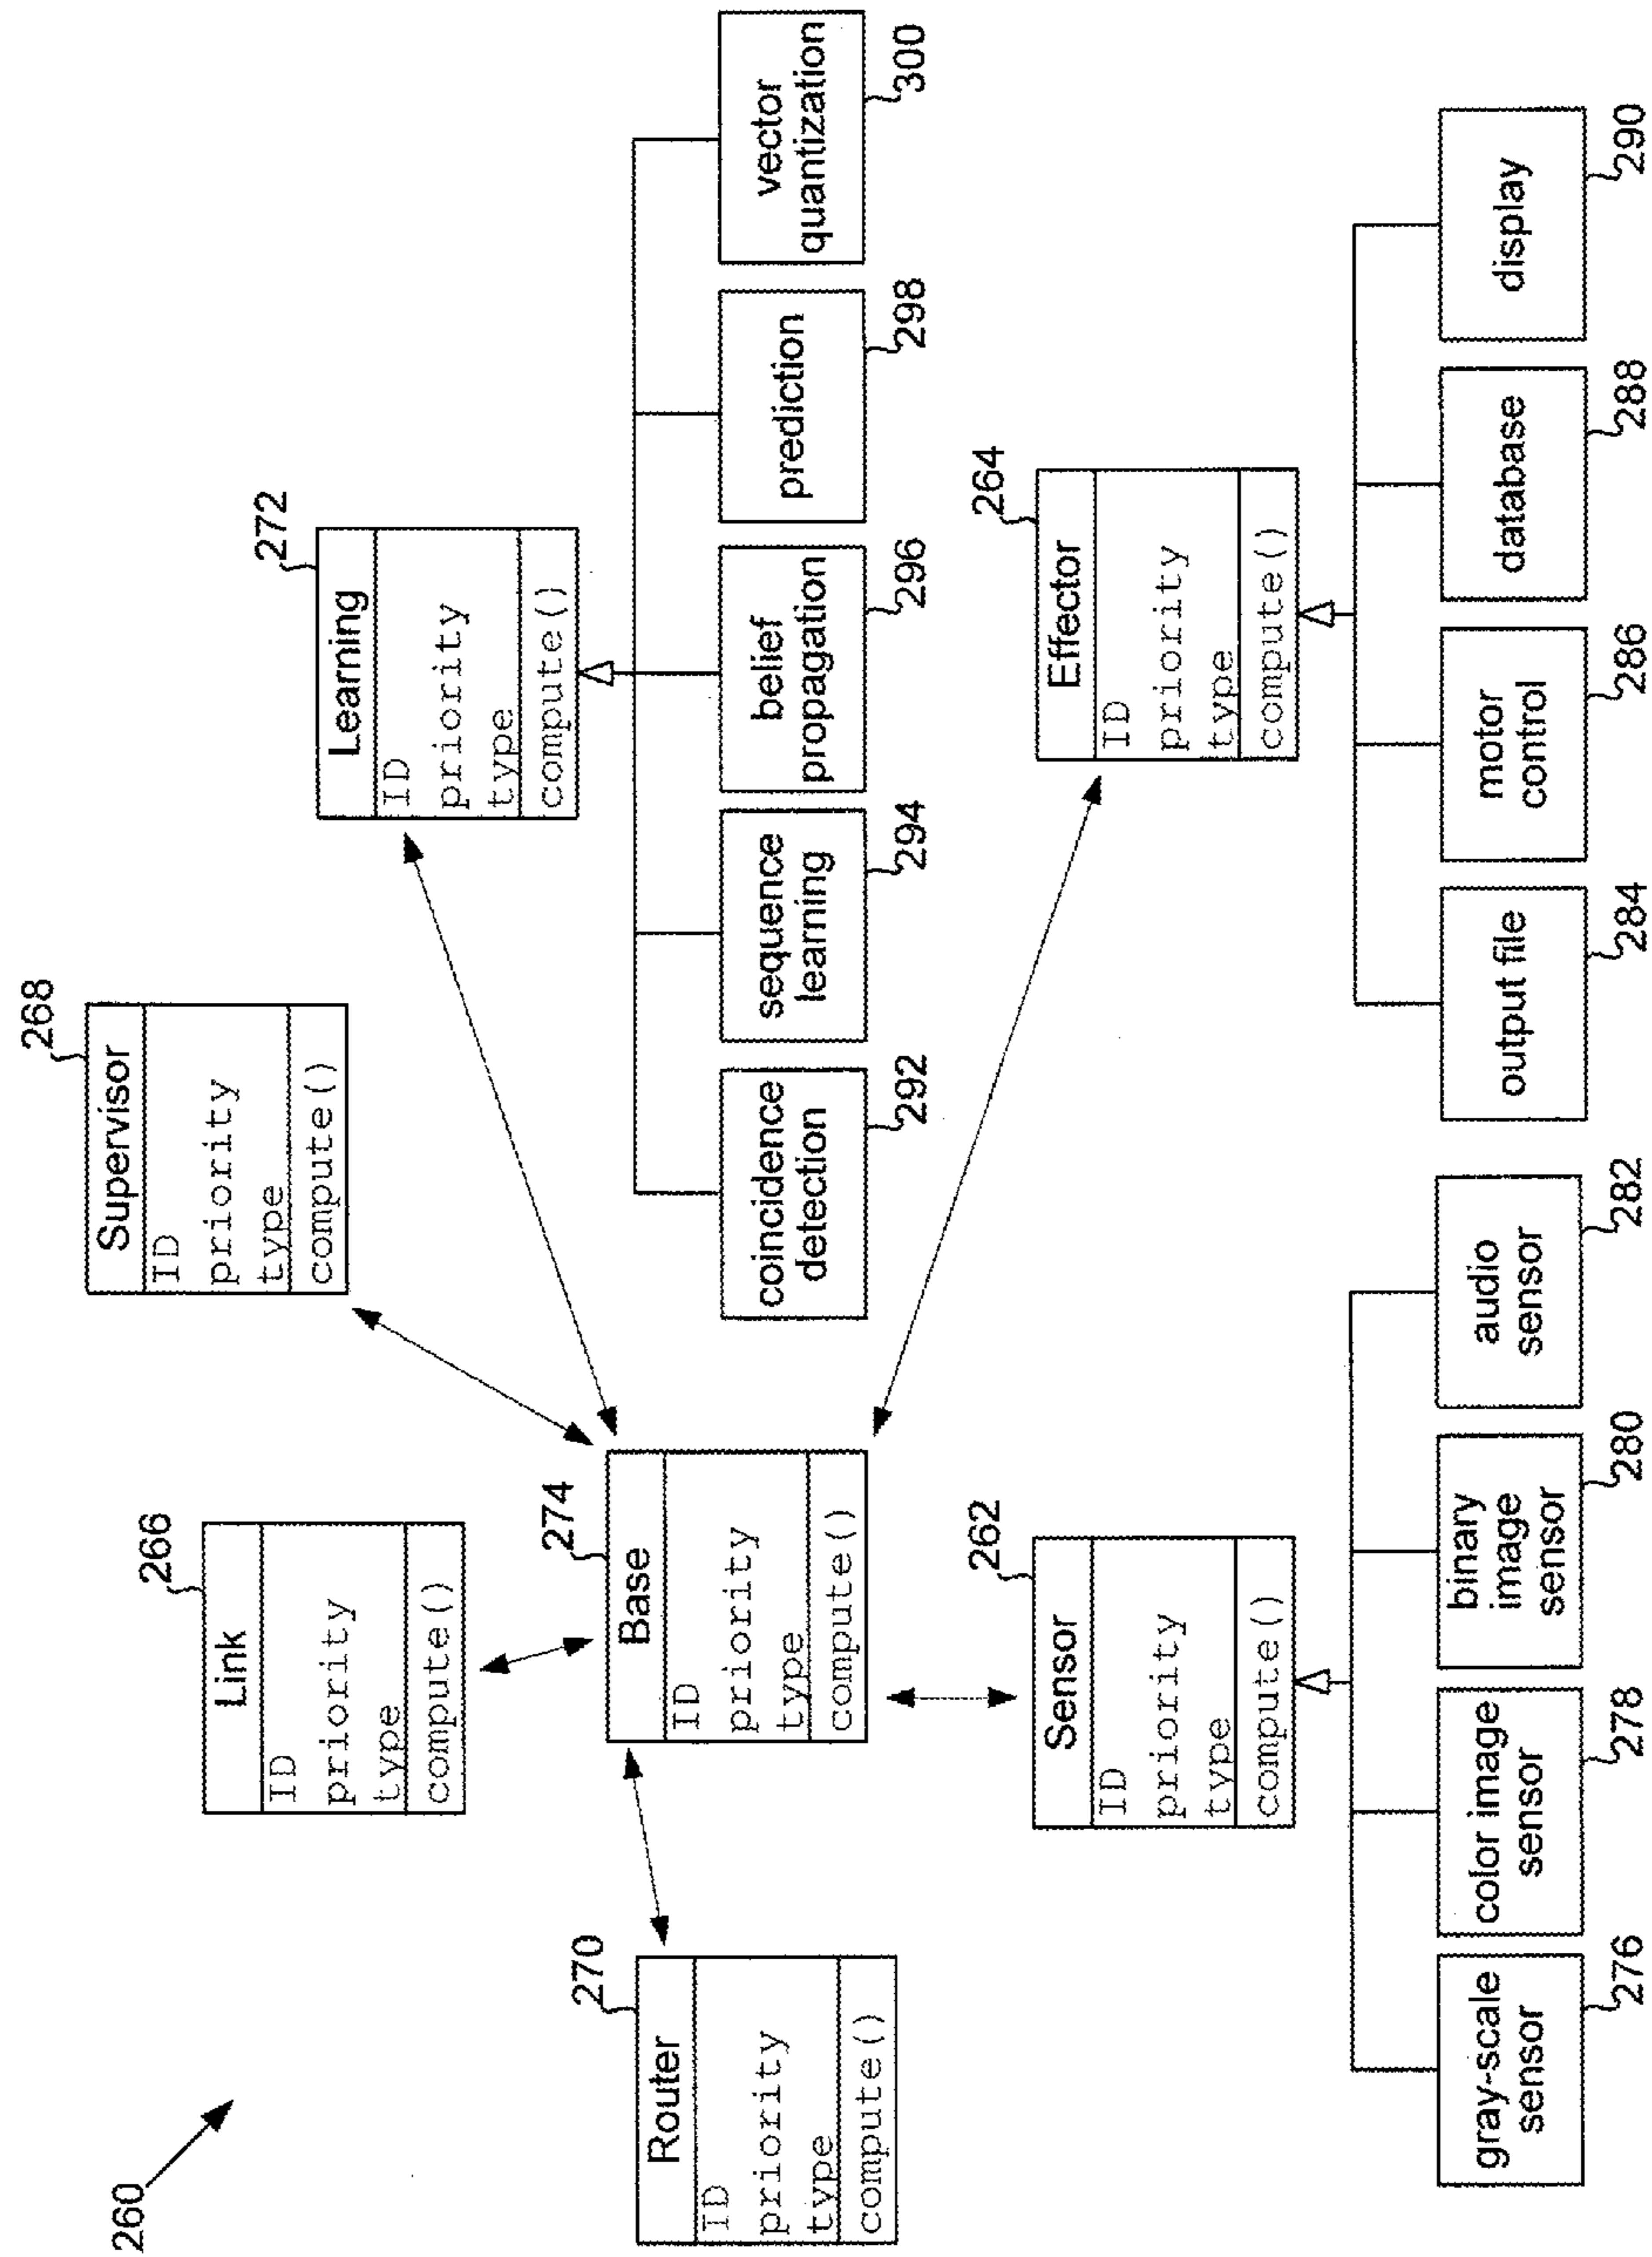 260
268
Supervisor
ID
priority
type
compute()
266
Link
ID
priority
type
compute()
272
Learning
ID
priority
type
compute()
270
Router
ID
priority
type
compute()
274
Base
ID
priority
type
compute()
coincidence
detection
292
sequence
learning
294
belief
propagation
296
prediction
298
vector
quantization
300
262
Sensor
ID
priority
type
compute()
264
Effector
ID
priority
type
compute()
gray-scale
sensor
276
color image
sensor
278
binary
image
sensor
280
audio
sensor
282
output file
284
motor
control
286
database
288
display
290